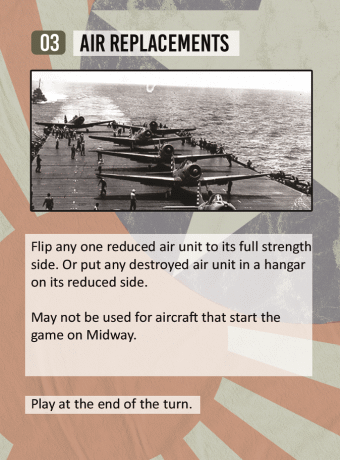 03 AIR REPLACEMENTS
Flip any one reduced air unit to its full strength
side. Or put any destroyed air unit in a hangar
on its reduced side.
May not be used for aircraft that start the
game on Midway.
Play at the end of the turn.